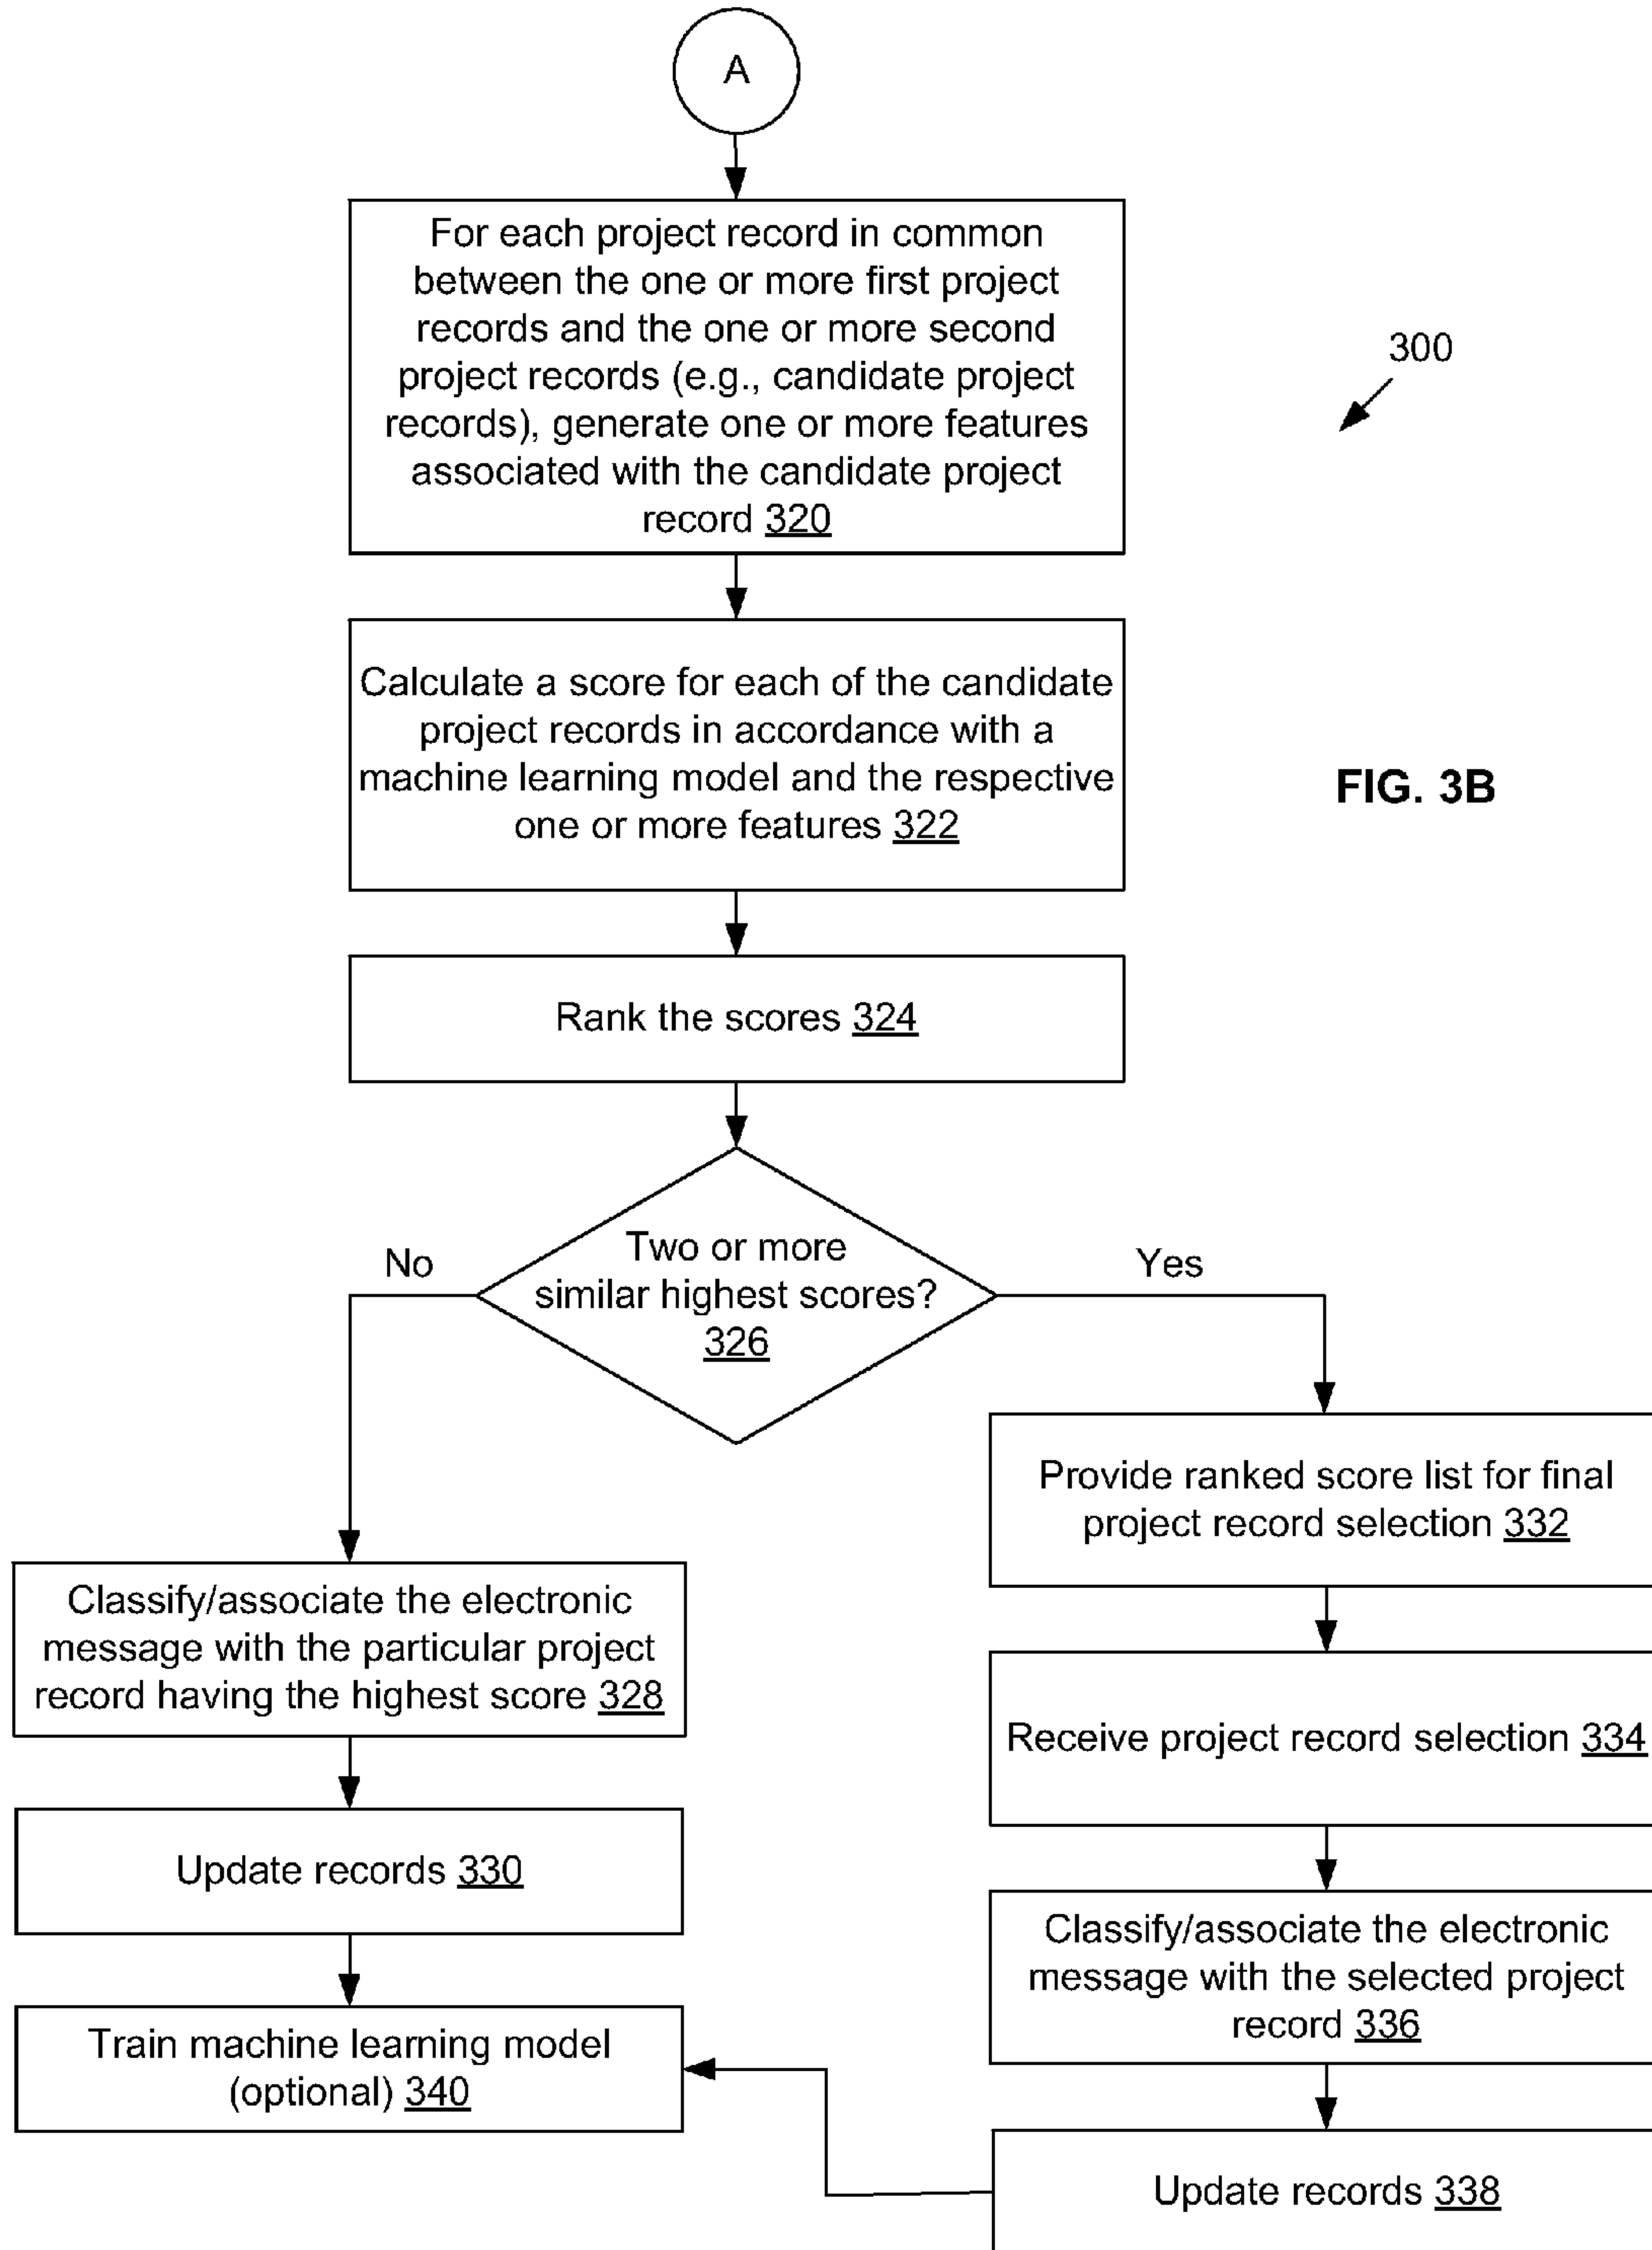 A
For each project record in common
between the one or more first project
records and the one or more second
project records (e.g., candidate project
records), generate one or more features
associated with the candidate project
record 320
300
Calculate a score for each of the candidate
project records in accordance with a
machine learning model and the respective
one or more features 322
FIG. 3B
Rank the scores 324
Two or more
similar highest scores?
326
No
Yes
Classify/associate the electronic
message with the particular project
record having the highest score 328
Update records 330
Provide ranked score list for final
project record selection 332
Receive project record selection 334
Classify/associate the electronic
message with the selected project
record 336
Update records 338
Train machine learning model
(optional) 340